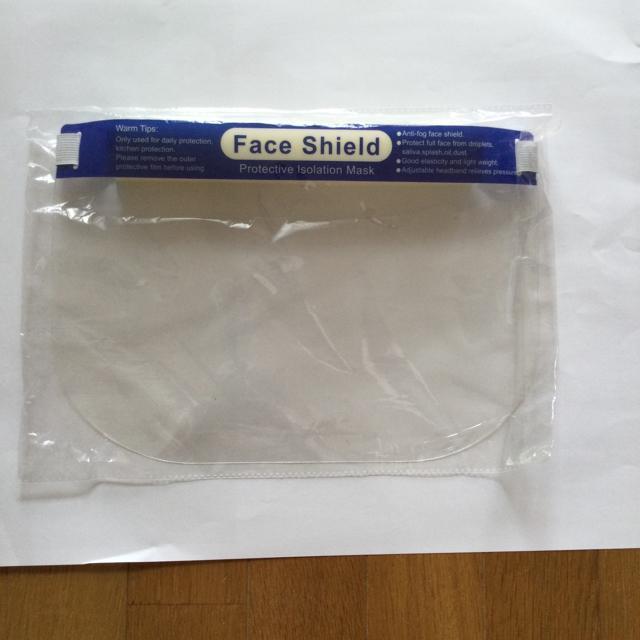 Warm Tips:
Only used for daily protection,
kitchen protection.
Please remove the outer
protective film before using
Face Shield
Protective Isolation Mask
●Anti-fog face shield.
●Protect full face from droplets,
saliva splash,oil,dust
●Good elasticity and light weight.
●Adjustable headband relieves pressure